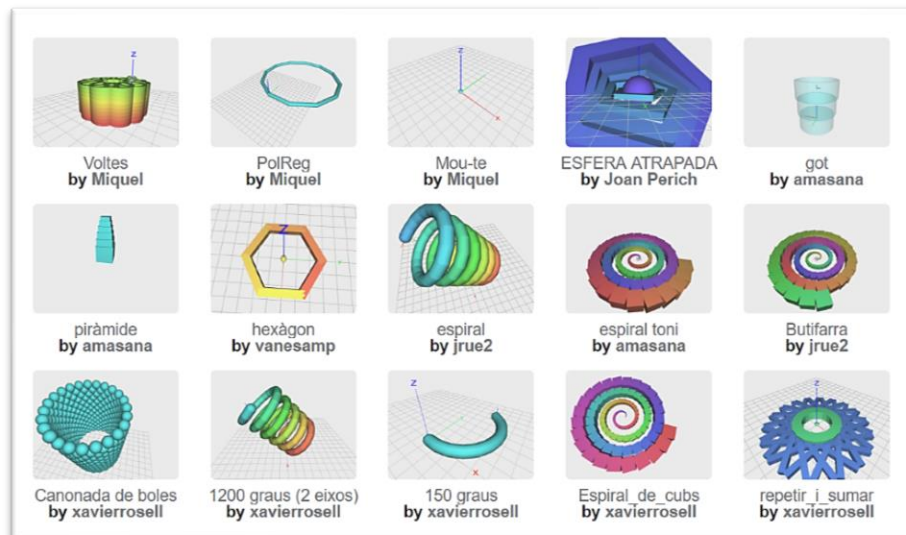 Voltes
by Miquel
PolReg
by Miquel
Mou-te
by Miquel
ESFERA ATRAPADA
by Joan Perich
got
by amasana
piràmide
by amasana
hexàgon
by vanesamp
espiral
by jrue2
espiral toni
by amasana
Butifarra
by jrue2
Canonada de boles
by xavierrosell
1200 graus (2 eixos)
by xavierrosell
150 graus
by xavierrosell
Espiral_de_cubs
by xavierrosell
repetir_i_sumar
by xavierrosell